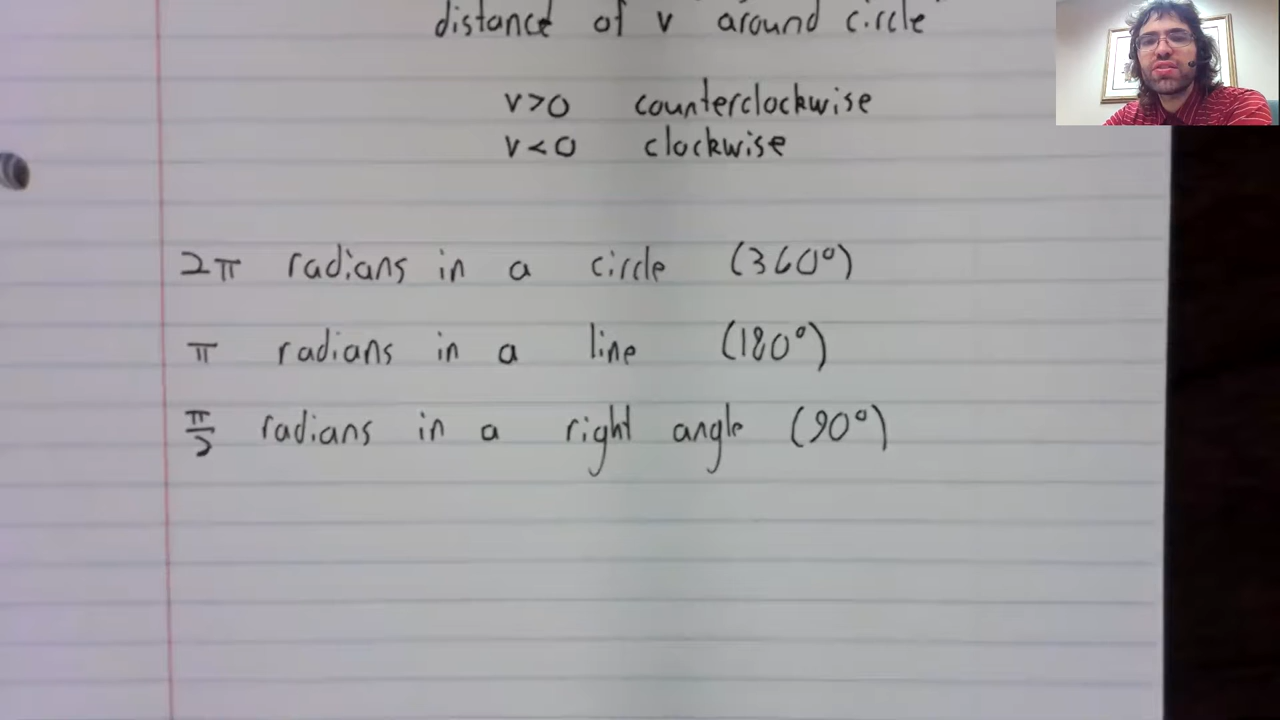 distance of v around circle
v>0 counterclockwise
v<0 clockwise
2π radians in a circle (360°)
π radians in a line (180°)
π/2 radians in a right angle (90°)